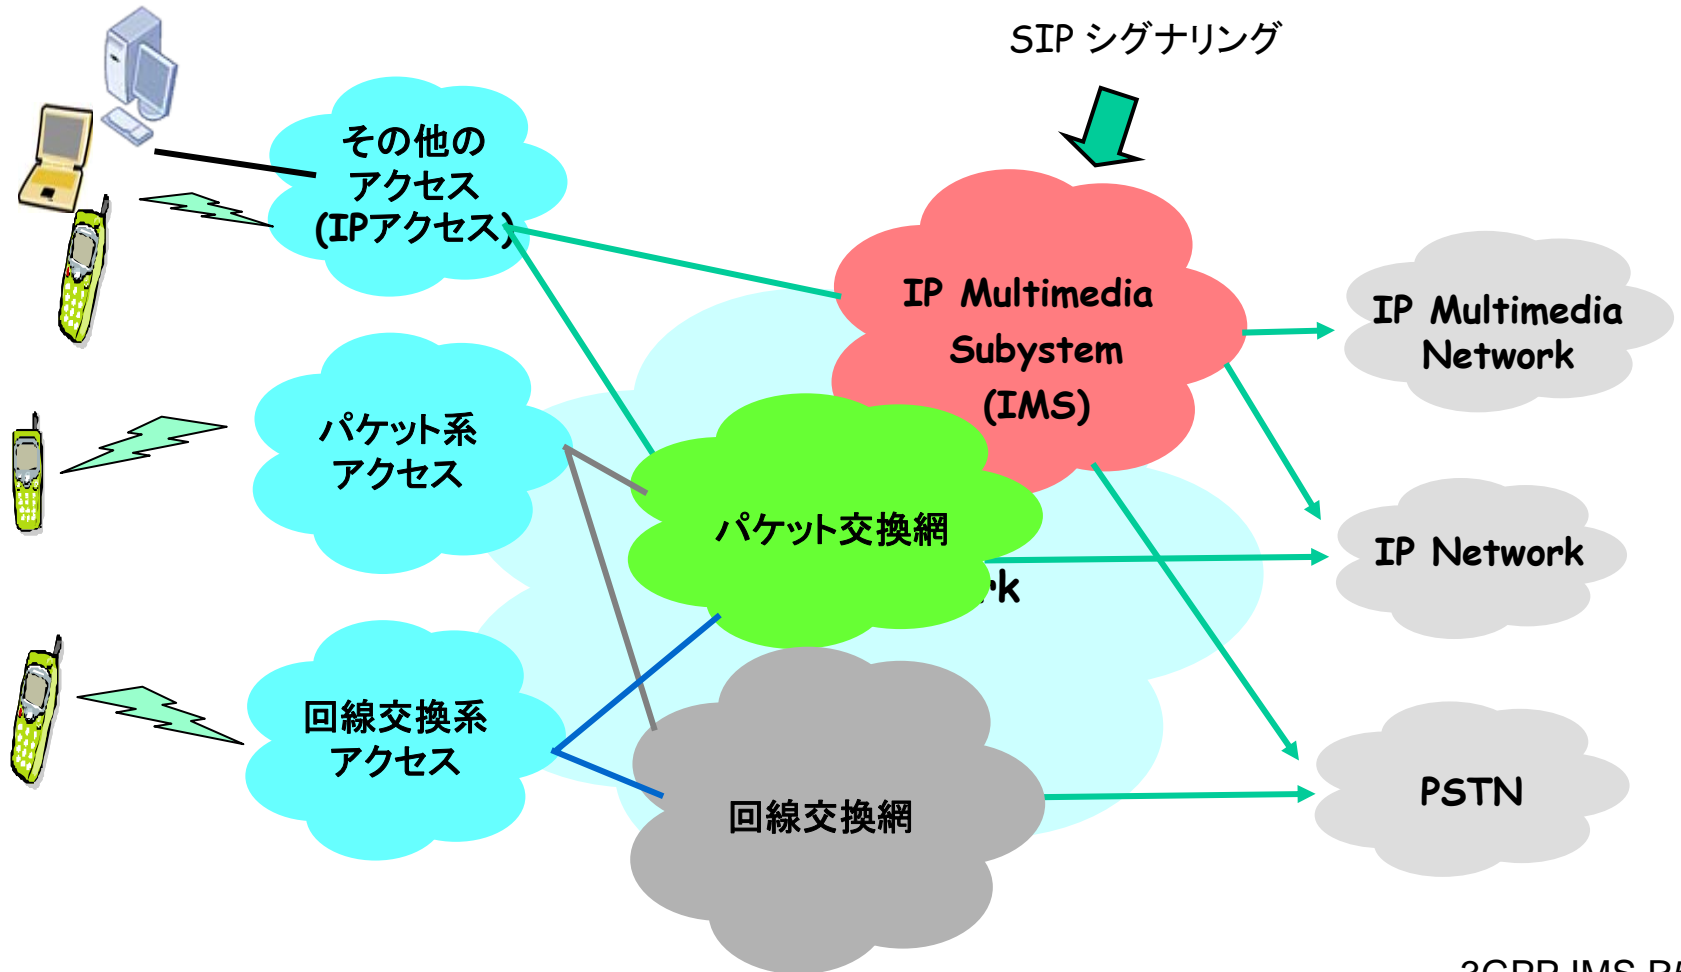 SIP シグナリング
その他の
アクセス
(IPアクセス)
IP Multimedia
Subystem
(IMS)
IP Multimedia
Network
パケット系
アクセス
パケット交換網
IP Network
回線交換系
アクセス
回線交換網
PSTN
3GPP IMS